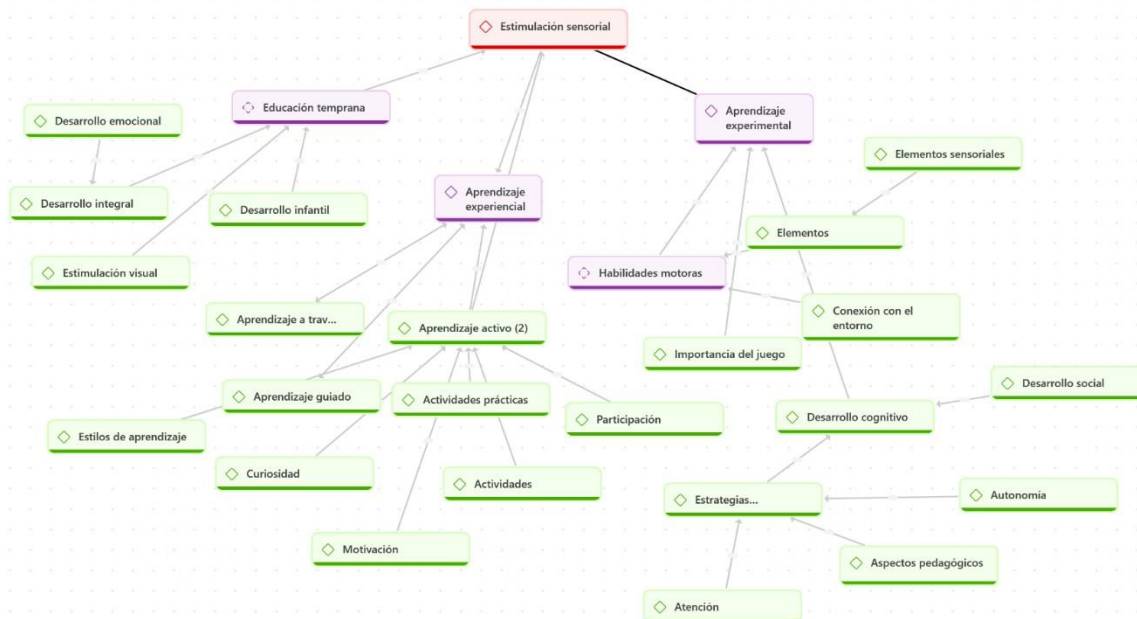 Estimulación sensorial
Educación temprana
Aprendizaje
experimental
Desarrollo emocional
Elementos sensoriales
Aprendizaje
experiencial
Desarrollo integral
Desarrollo infantil
Elementos
Estimulación visual
Habilidades motoras
Conexión con el
entorno
Aprendizaje a trav...
Aprendizaje activo (2)
Importancia del juego
Aprendizaje guiado
Actividades prácticas
Desarrollo social
Participación
Desarrollo cognitivo
Estilos de aprendizaje
Curiosidad
Actividades
Estrategias...
Autonomía
Motivación
Aspectos pedagógicos
Atención